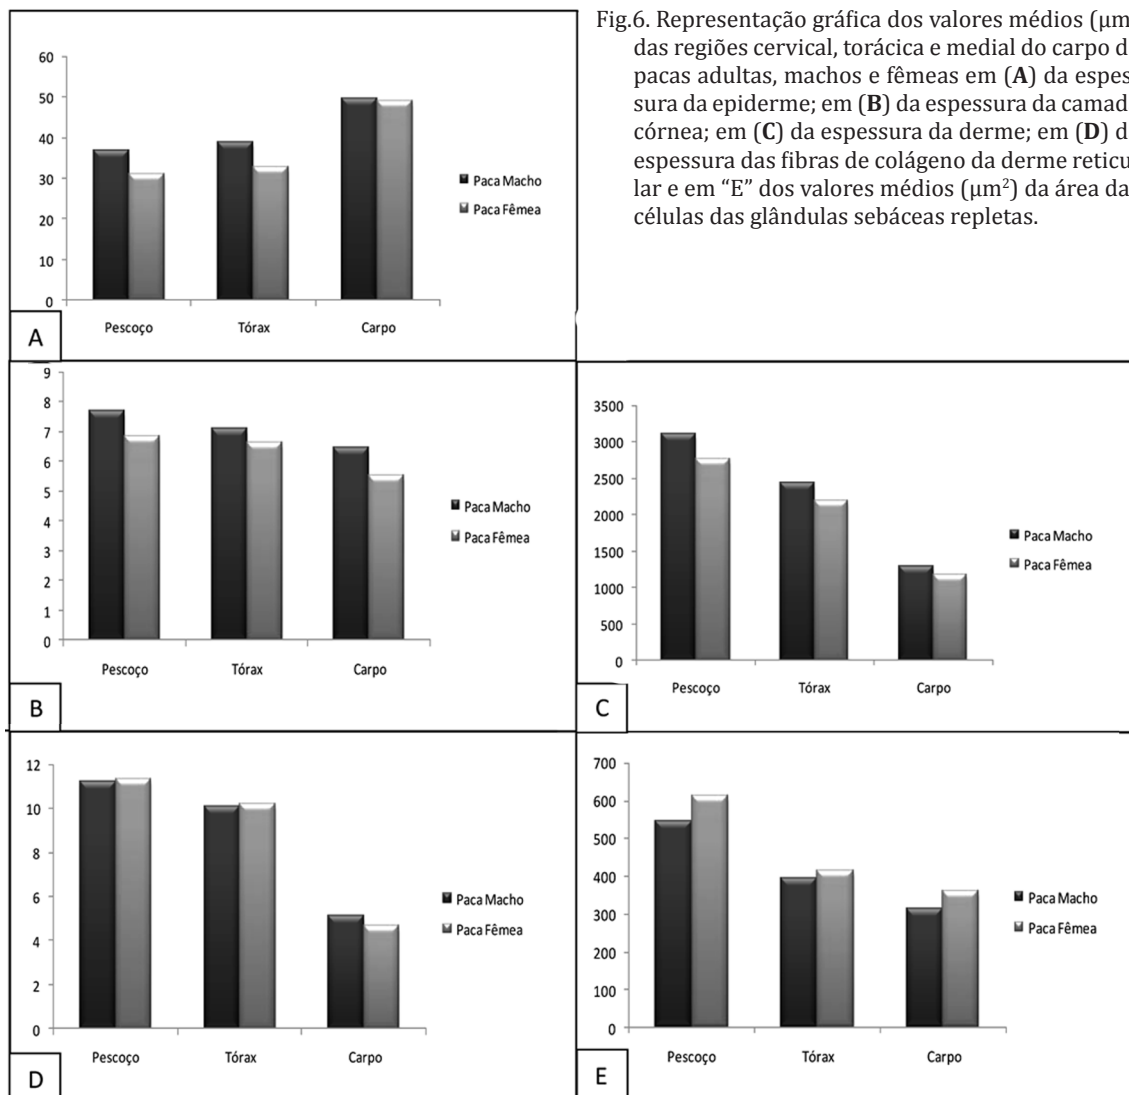 Fig.6. Representação gráfica dos valores médios (µm
das regiões cervical, torácica e medial do carpo d
pacas adultas, machos e fêmeas em (A) da espes
sura da epiderme; em (B) da espessura da camad
córnea; em (C) da espessura da derme; em (D) d
espessura das fibras de colágeno da derme reticu
lar e em “E” dos valores médios (µm²) da área da
células das glândulas sebáceas repletas.
60
50
40
30
20
10
0
Pescoço Tórax Carpo
Paca Macho
Paca Fêmea
A
9
8
7
6
5
4
3
2
1
0
Pescoço Tórax Carpo
Paca Macho
Paca Fêmea
B
3500
3000
2500
2000
1500
1000
500
0
Pescoço Tórax Carpo
Paca Macho
Paca Fêmea
C
12
10
8
6
4
2
0
Pescoço Tórax Carpo
Paca Macho
Paca Fêmea
D
700
600
500
400
300
200
100
0
Pescoço Tórax Carpo
Paca Macho
Paca Fêmea
E